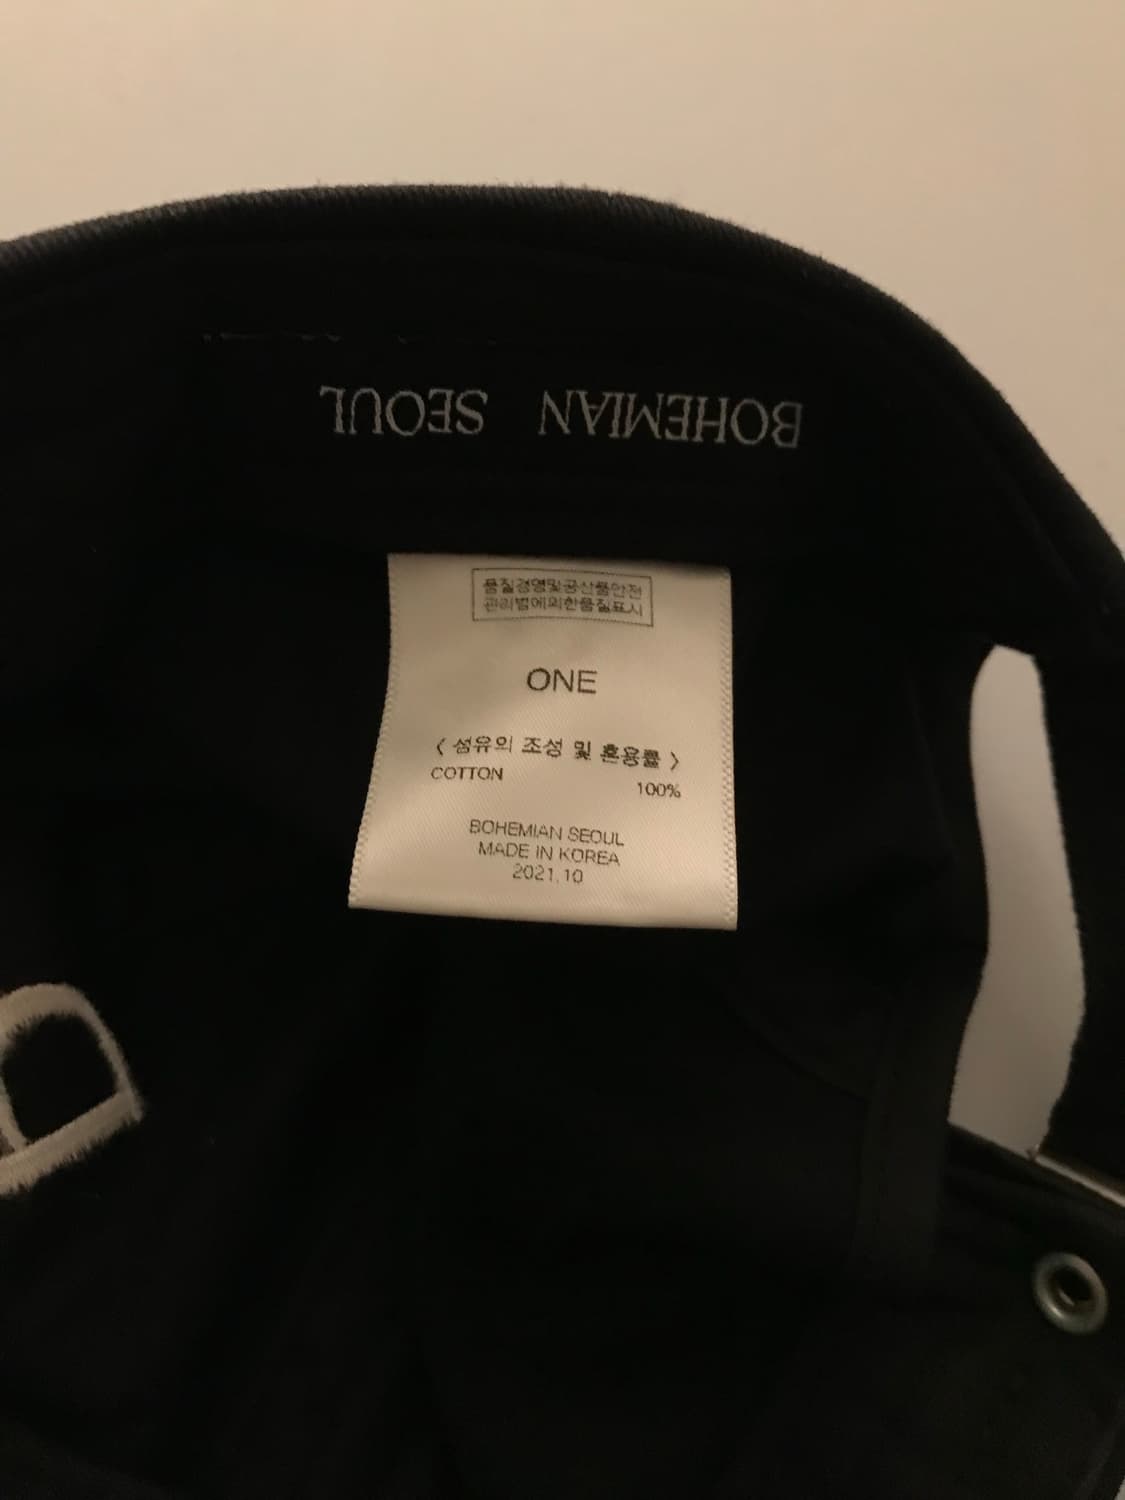 BOHEMIAN SEOUL
품질경영및공산품안전
관리법에의한품질표시
ONE
〈 섬유의 조성 및 혼용률 〉
COTTON 100%
BOHEMIAN SEOUL
MADE IN KOREA
2021.10